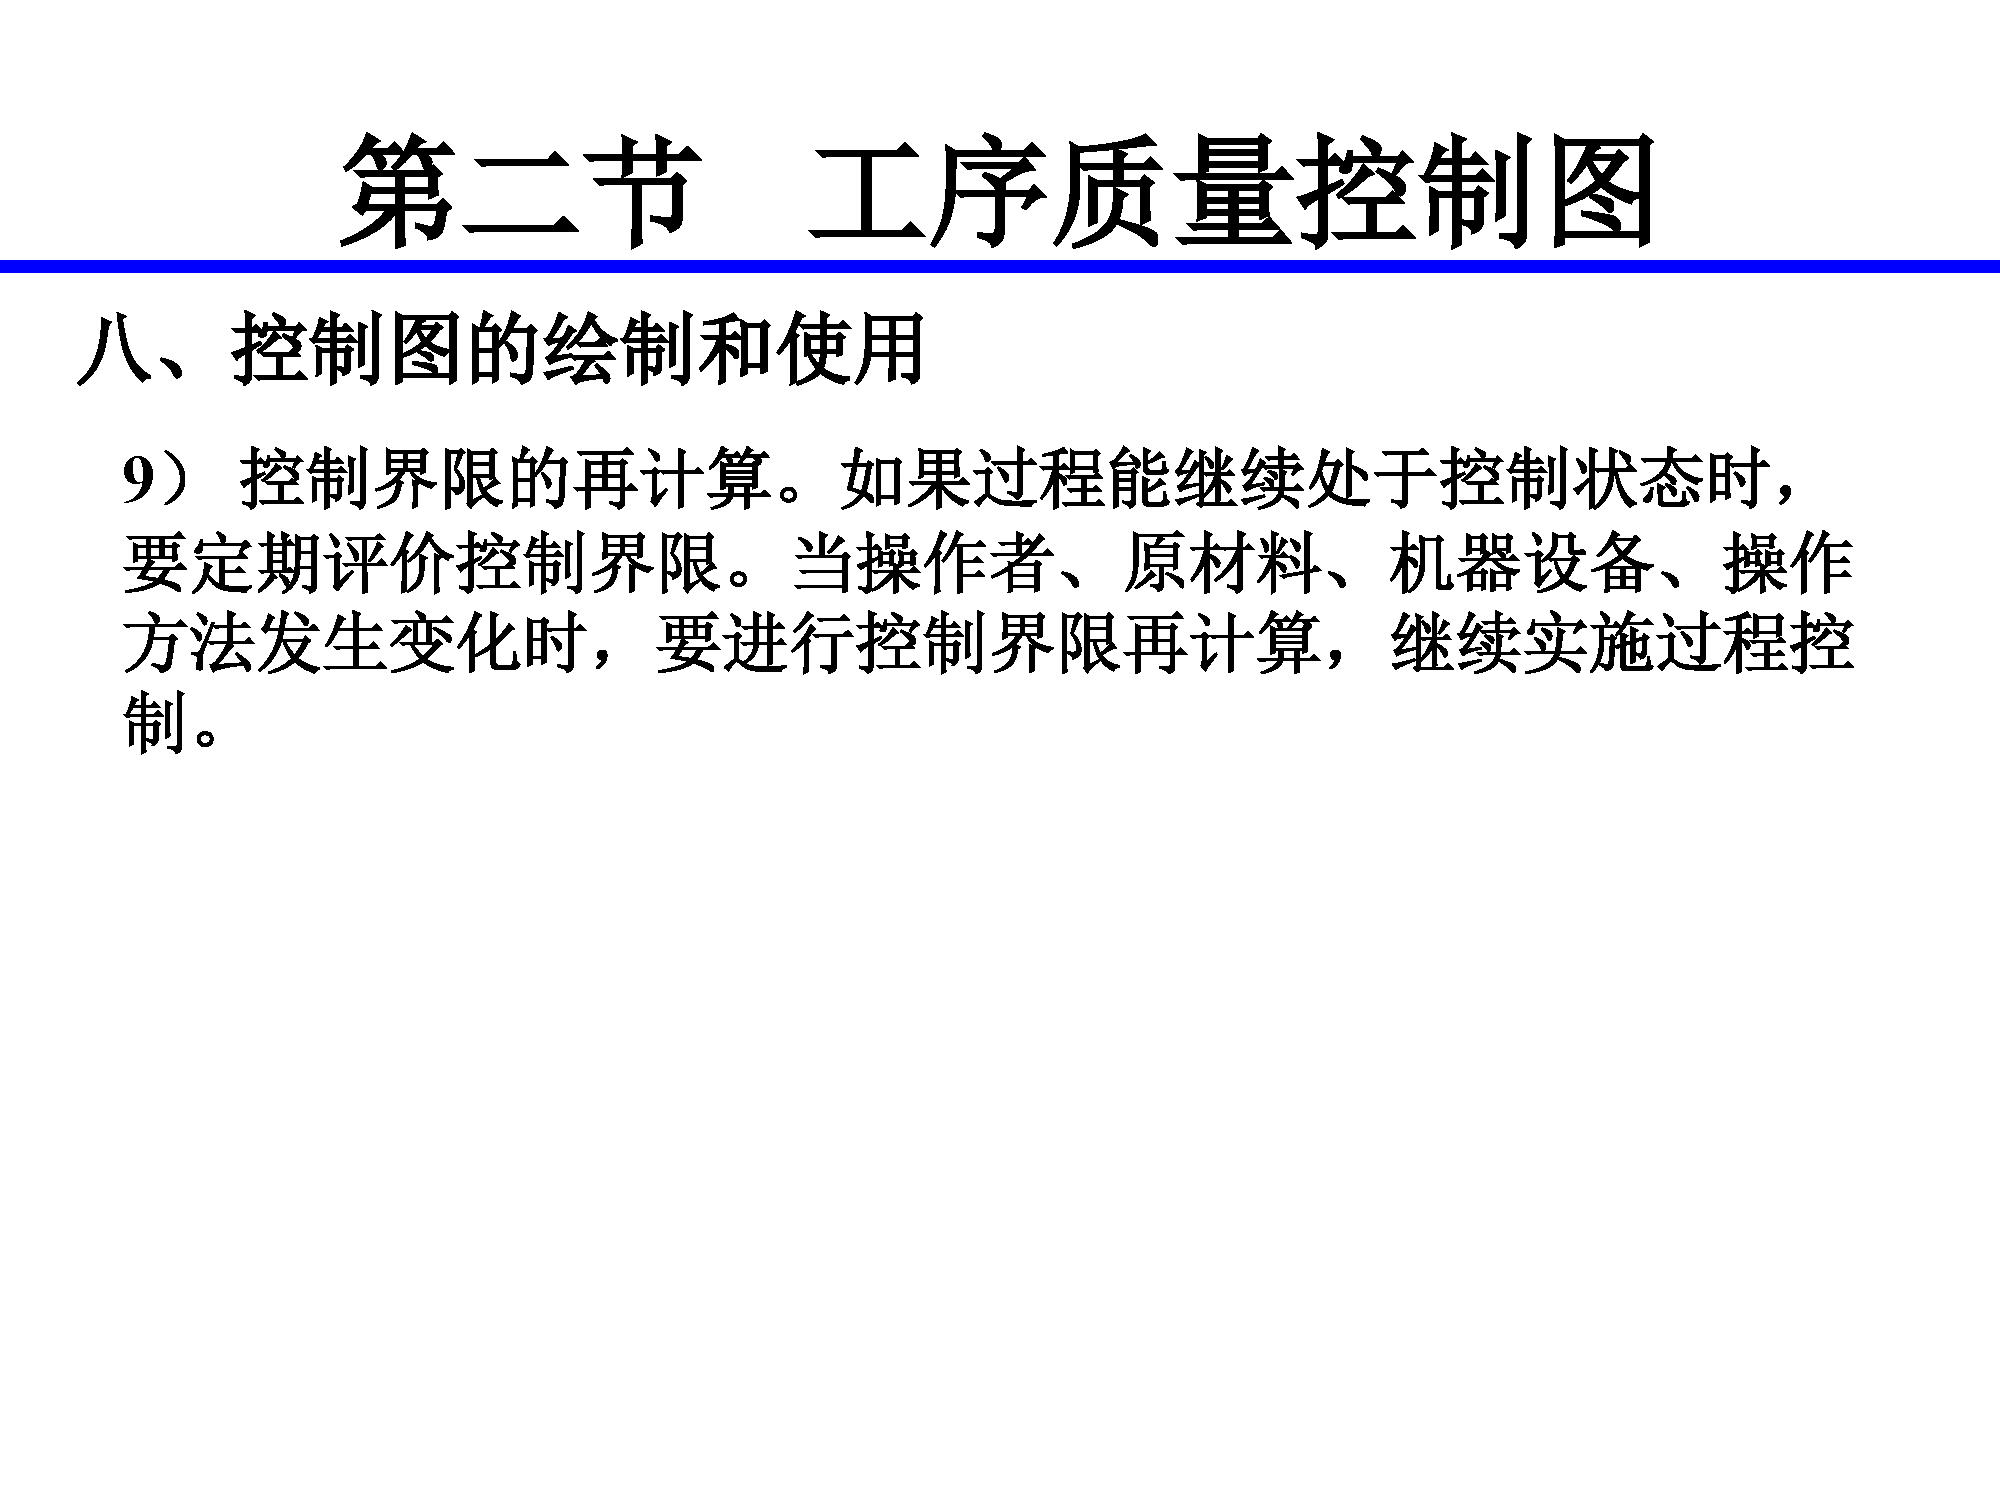 第二节 工序质量控制图
八、控制图的绘制和使用
9） 控制界限的再计算。如果过程能继续处于控制状态时，
要定期评价控制界限。当操作者、原材料、机器设备、操作
方法发生变化时，要进行控制界限再计算，继续实施过程控
制。